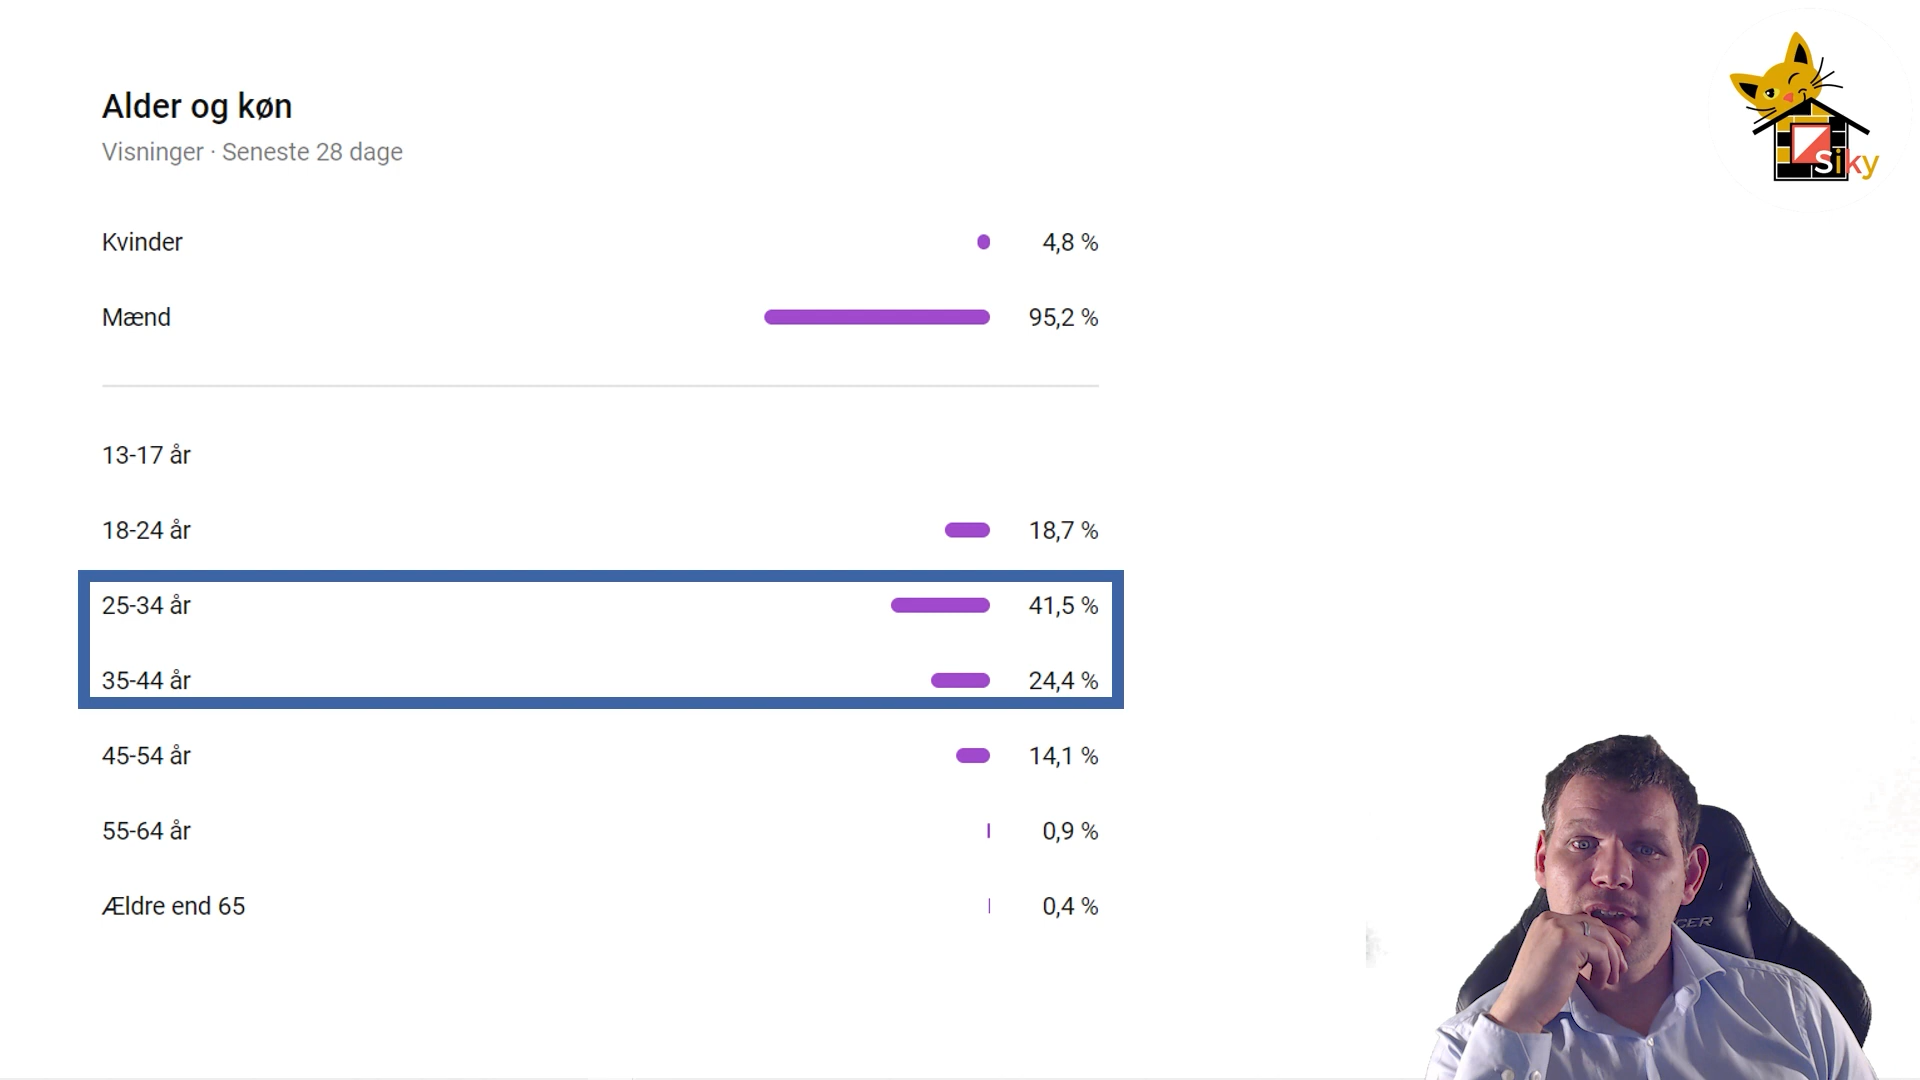 Alder og køn
Visninger · Seneste 28 dage
Kvinder 4,8 %
Mænd 95,2 %
13-17 år
18-24 år 18,7 %
25-34 år 41,5 %
35-44 år 24,4 %
45-54 år 14,1 %
55-64 år 0,9 %
Ældre end 65 0,4 %
Siky
CER